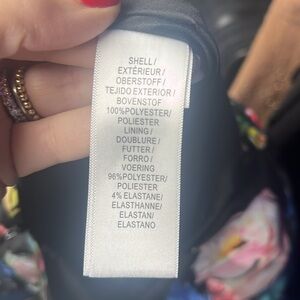 SHELL/
EXTÉRIEUR/
OBERSTOFF/
TEJIDO EXTERIOR/
BOVENSTOF
100%POLYESTER/
POLIESTER
LINING/
DOUBLURE/
FUTTER/
FORRO/
VOERING
96%POLYESTER/
POLIESTER
4% ELASTANE/
ELASTHANNE/
ELASTAN/
ELASTANO